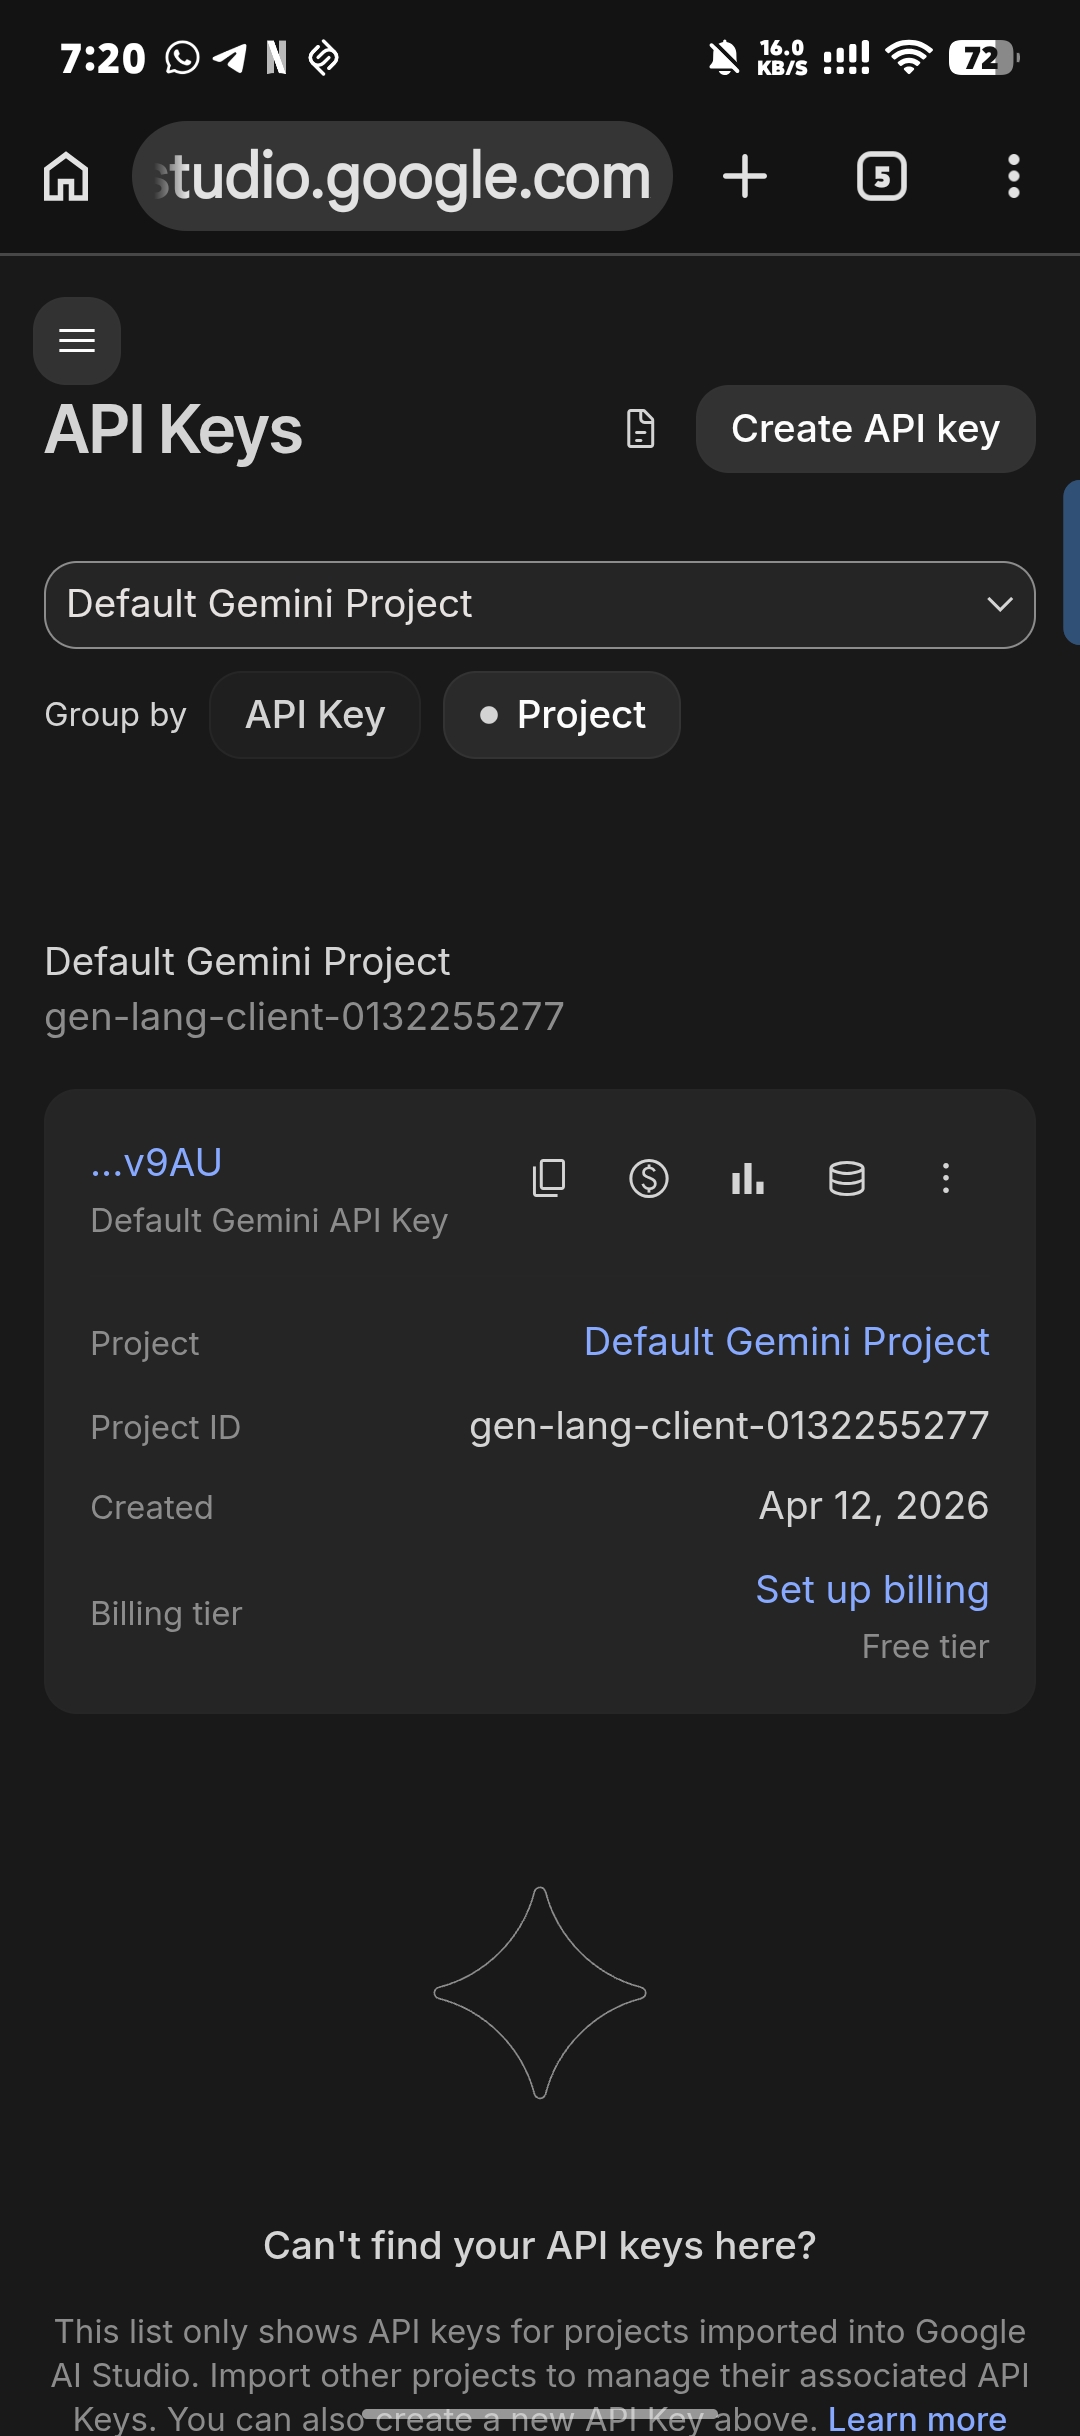 7:20
16.0
KB/S
72
studio.google.com
5
API Keys
Create API key
Default Gemini Project
Group by
API Key
Project
Default Gemini Project
gen-lang-client-0132255277
...v9AU
Default Gemini API Key
Project
Default Gemini Project
Project ID
gen-lang-client-0132255277
Created
Apr 12, 2026
Billing tier
Set up billing
Free tier
Can't find your API keys here?
This list only shows API keys for projects imported into Google
AI Studio. Import other projects to manage their associated API
Keys. You can also create a new API Key above. Learn more